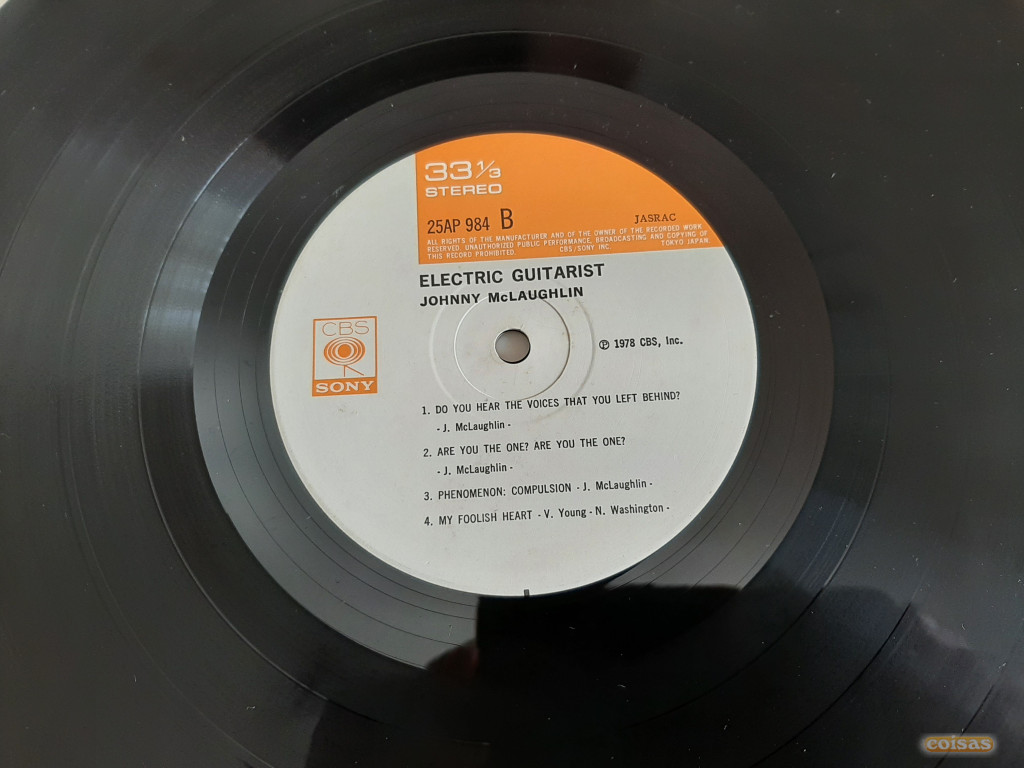 33 1/3
STEREO
25AP 984 B
JASRAC
ALL RIGHTS OF THE MANUFACTURER AND OF THE OWNER OF THE RECORDED WORK
RESERVED. UNAUTHORIZED PUBLIC PERFORMANCE, BROADCASTING AND COPYING OF
THIS RECORD PROHIBITED. CBS/SONY INC. TOKYO JAPAN
ELECTRIC GUITARIST
JOHNNY McLAUGHLIN
CBS
SONY
℗ 1978 CBS, Inc.
1. DO YOU HEAR THE VOICES THAT YOU LEFT BEHIND?
- J. McLaughlin -
2. ARE YOU THE ONE? ARE YOU THE ONE?
- J. McLaughlin -
3. PHENOMENON: COMPULSION - J. McLaughlin -
4. MY FOOLISH HEART - V. Young - N. Washington -
coisas